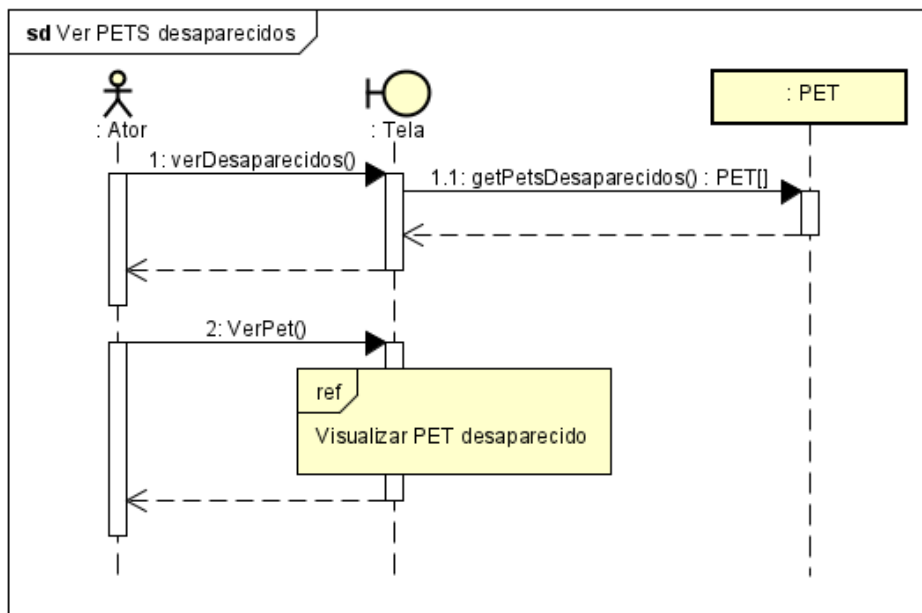 sd Ver PETS desaparecidos
: Ator
: Tela
: PET
1: verDesaparecidos()
1.1: getPetsDesaparecidos() : PET[]
2: VerPet()
ref
Visualizar PET desaparecido